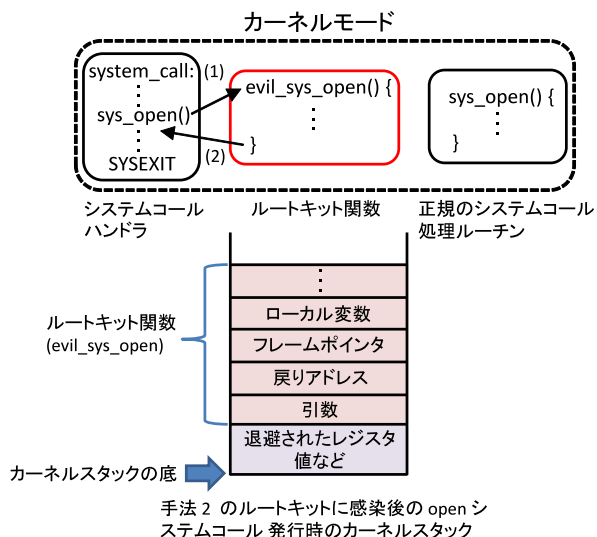 カーネルモード
system_call:
(1)
sys_open()
(2)
SYSEXIT
evil_sys_open() {
}
sys_open() {
}
システムコール
ハンドラ
ルートキット関数
正規のシステムコール
処理ルーチン
ルートキット関数
(evil_sys_open)
ローカル変数
フレームポインタ
戻りアドレス
引数
退避されたレジスタ
値など
カーネルスタックの底
手法 2 のルートキットに感染後の open シ
ステムコール 発行時のカーネルスタック